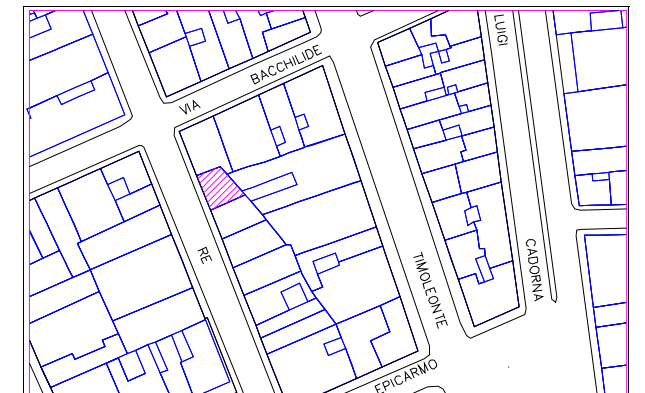 LUIGI
VIA BACCHILIDE
RE
TIMOLEONTE
CADORNA
EPICARMO